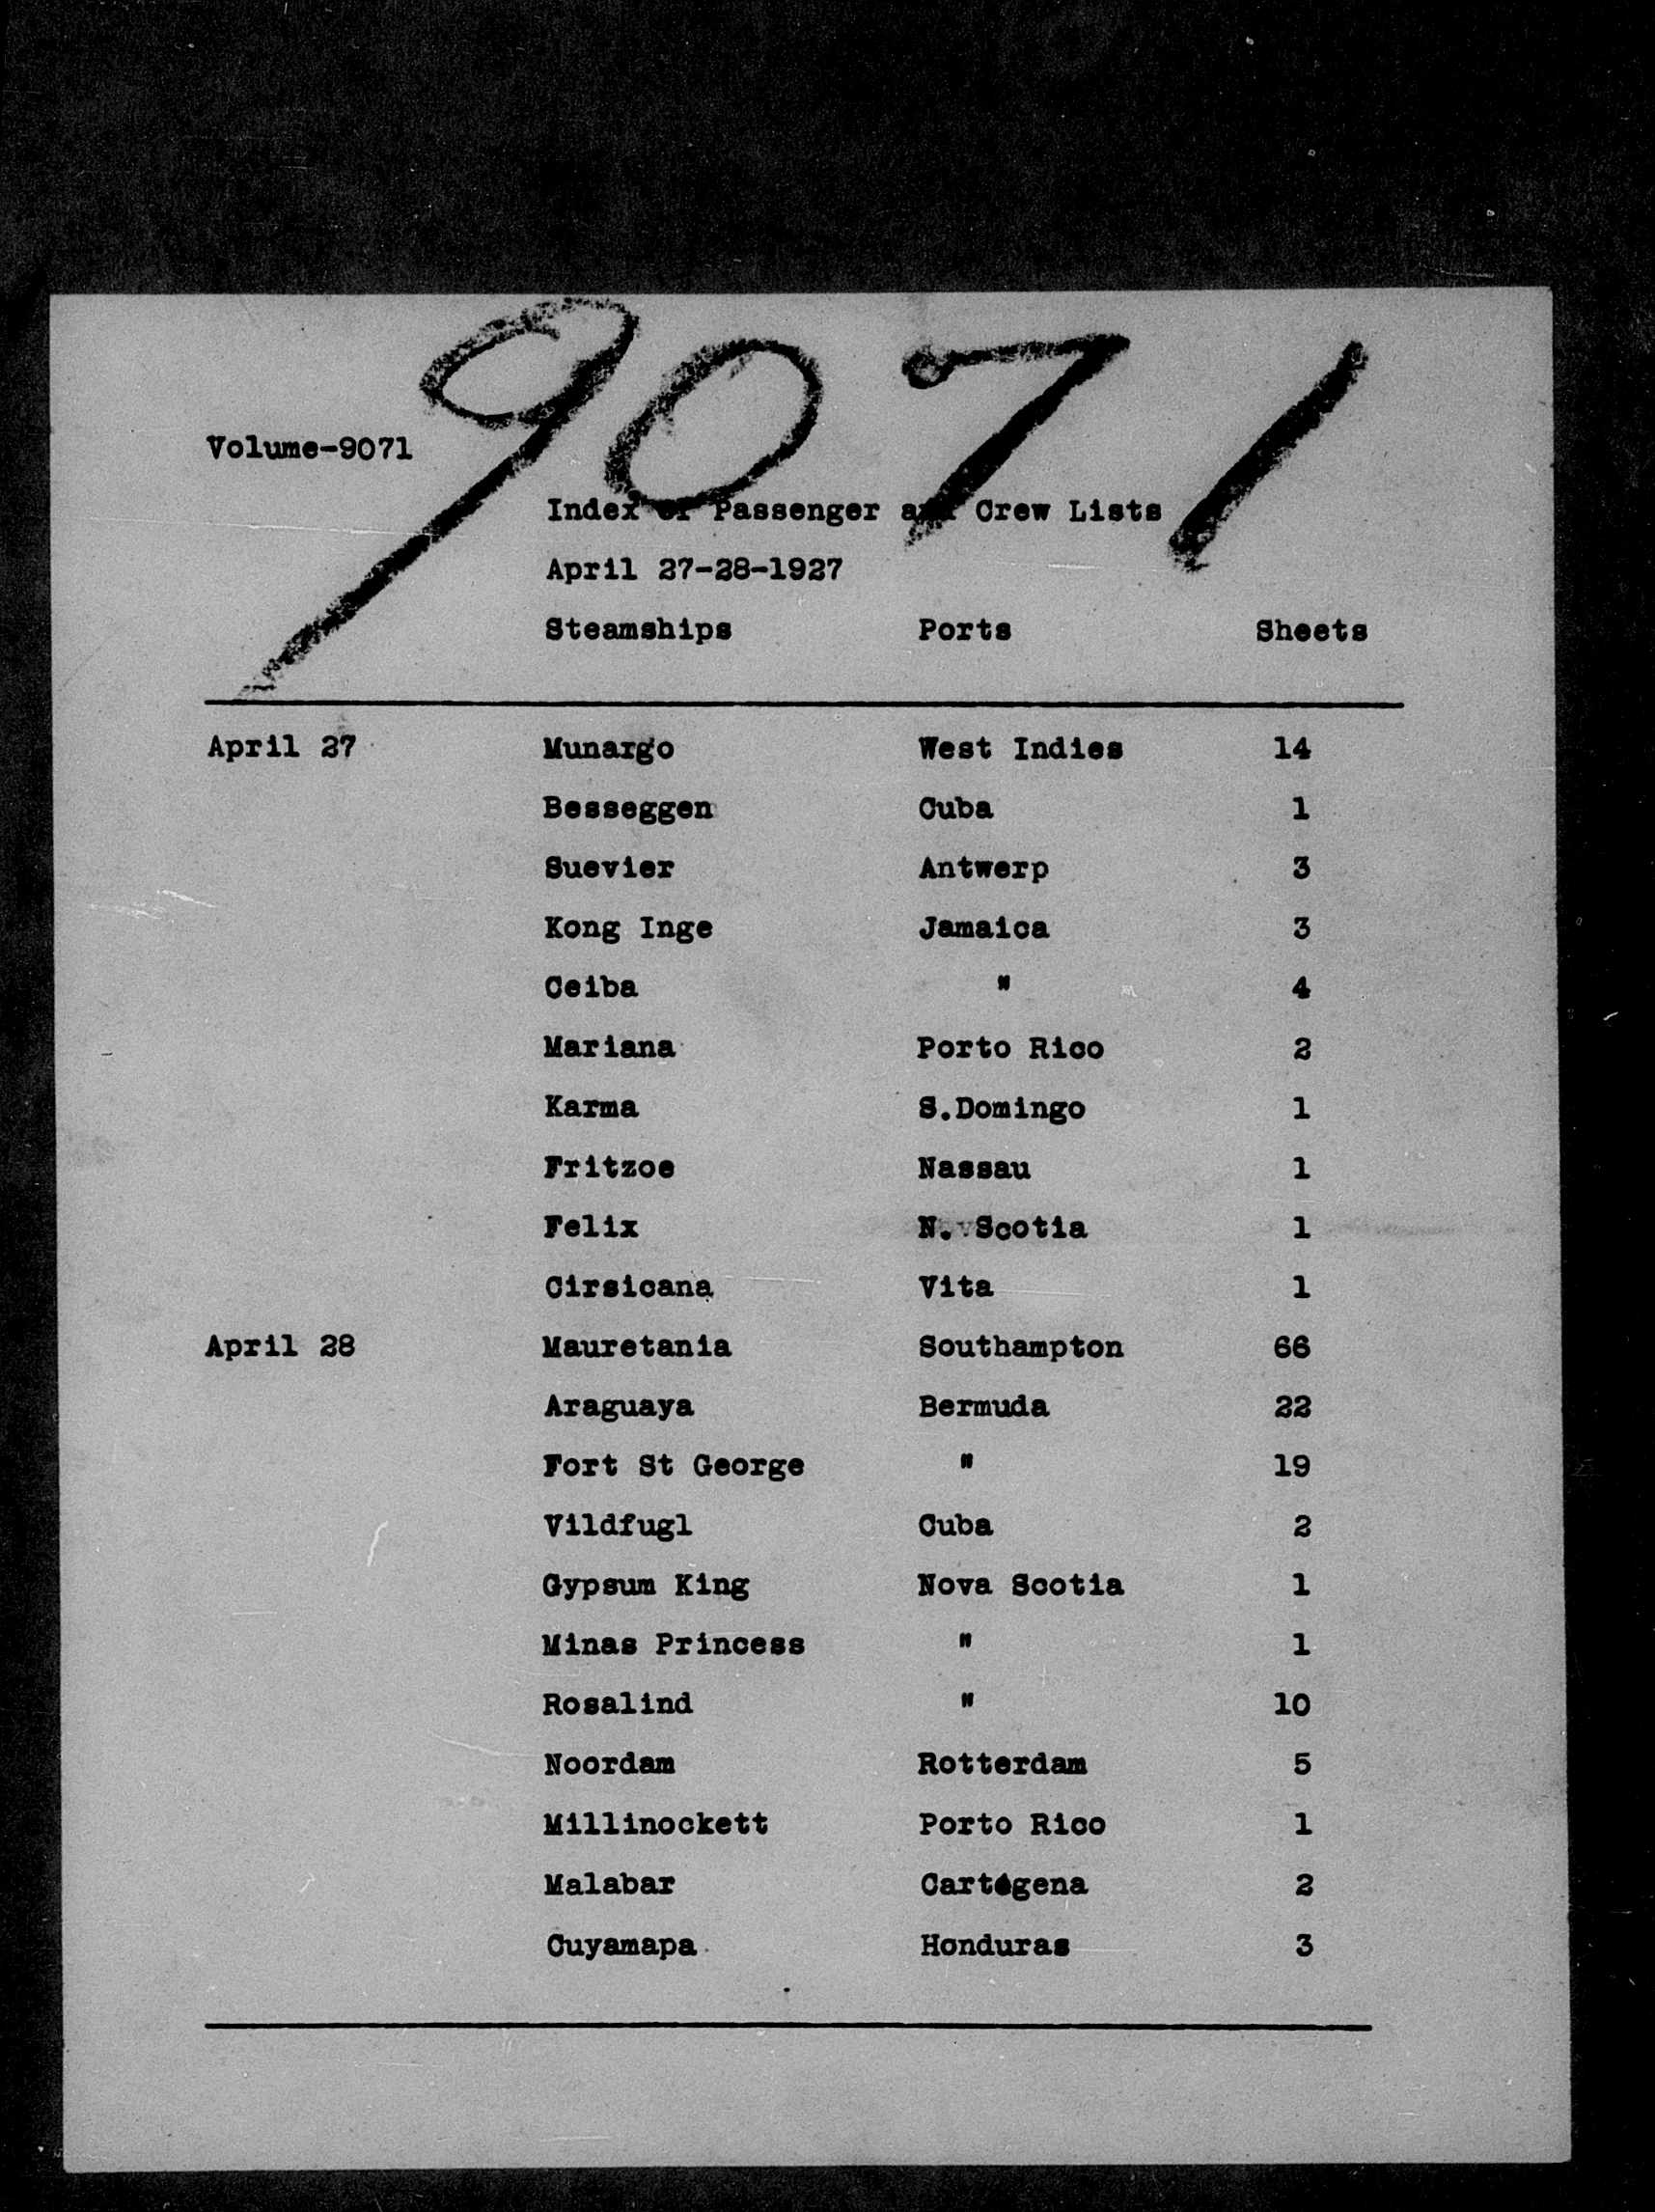 9071
Volume-9071
Index of Passenger and Crew Lists
April 27-28-1927
Steamships Ports Sheets
April 27 Munargo West Indies 14
Besseggen Cuba 1
Suevier Antwerp 3
Kong Inge Jamaica 3
Ceiba " 4
Mariana Porto Rico 2
Karma S.Domingo 1
Fritzoe Nassau 1
Felix N. Scotia 1
Cirsicana Vita 1
April 28 Mauretania Southampton 66
Araguaya Bermuda 22
Fort St George " 19
Vildfugl Cuba 2
Gypsum King Nova Scotia 1
Minas Princess " 1
Rosalind " 10
Noordam Rotterdam 5
Millinockett Porto Rico 1
Malabar Cartagena 2
Cuyamapa Honduras 3